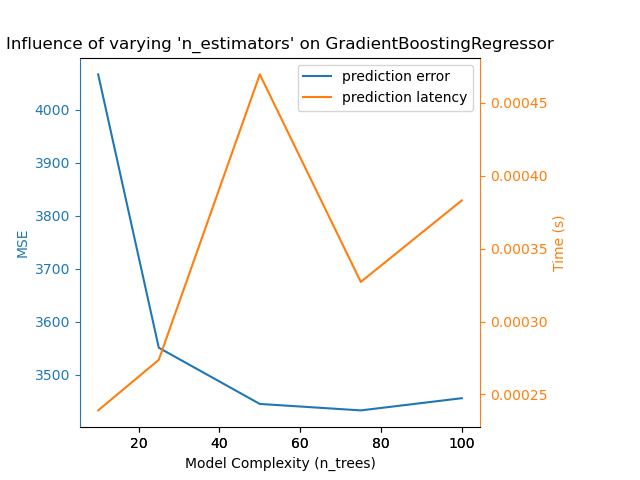 Influence of varying 'n_estimators' on GradientBoostingRegressor
prediction error
prediction latency
4000
3900
3800
3700
3600
3500
MSE
0.00045
0.00040
0.00035
0.00030
0.00025
Time (s)
20 40 60 80 100
Model Complexity (n_trees)